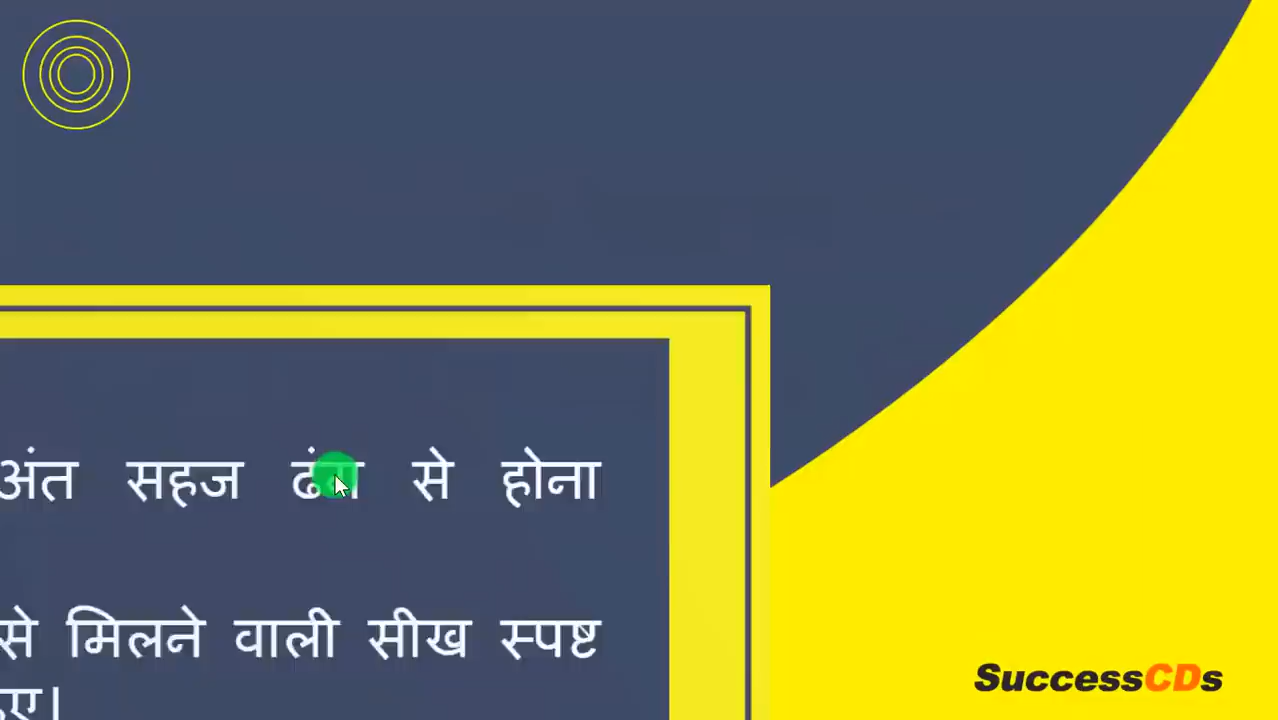 अंत सहज ढंग से होना
से मिलने वाली सीख स्पष्ट
SuccessCDs